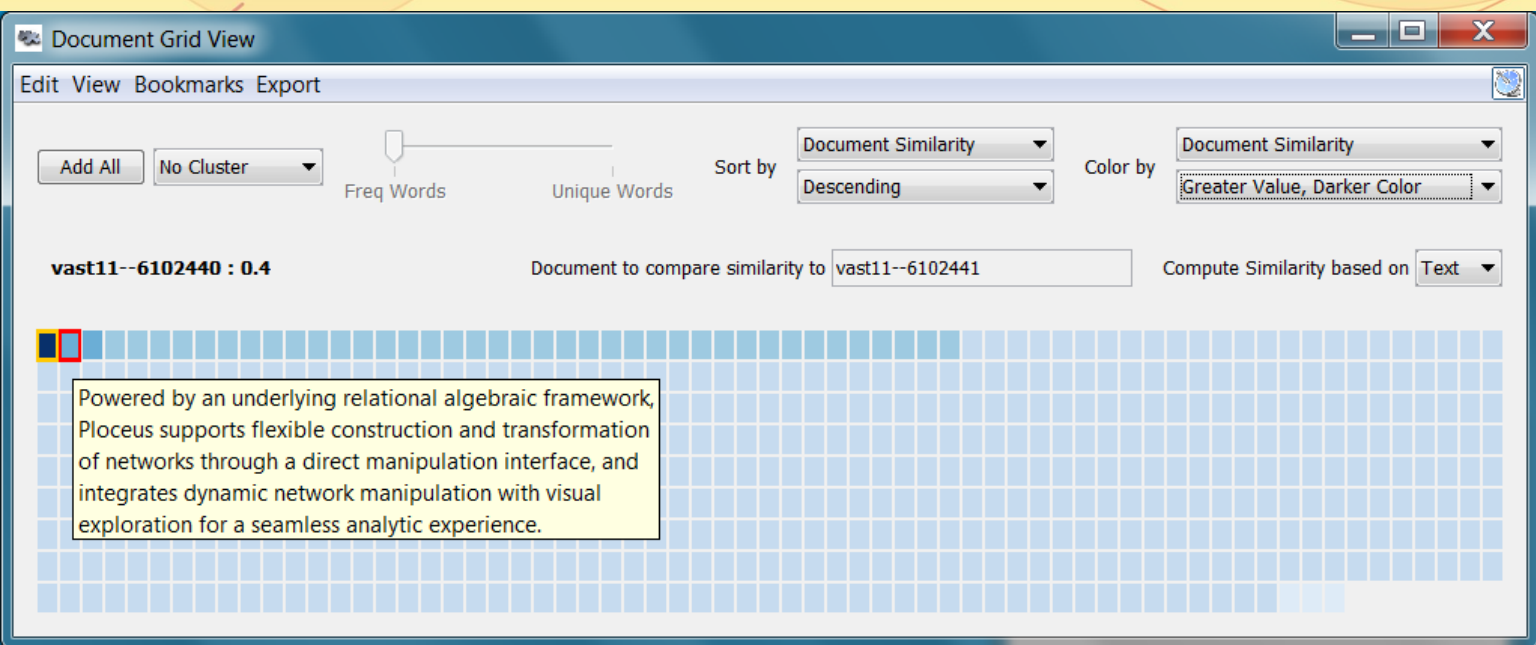 Document Grid View
Edit View Bookmarks Export
Add All
No Cluster
Freq Words
Unique Words
Sort by
Document Similarity
Descending
Color by
Document Similarity
Greater Value, Darker Color
vast11--6102440 : 0.4
Document to compare similarity to vast11--6102441
Compute Similarity based on Text
Powered by an underlying relational algebraic framework,
Ploceus supports flexible construction and transformation
of networks through a direct manipulation interface, and
integrates dynamic network manipulation with visual
exploration for a seamless analytic experience.